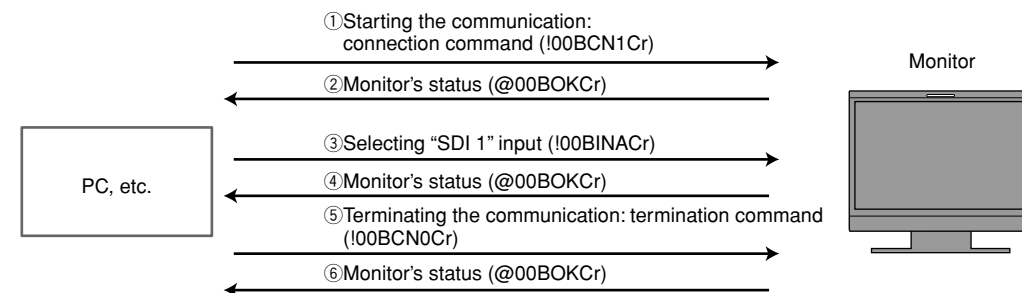 ①Starting the communication:
connection command (!00BCN1Cr)
Monitor
②Monitor's status (@00BOKCr)
③Selecting “SDI 1” input (!00BINACr)
PC, etc.
④Monitor's status (@00BOKCr)
⑤Terminating the communication: termination command
(!00BCN0Cr)
⑥Monitor's status (@00BOKCr)